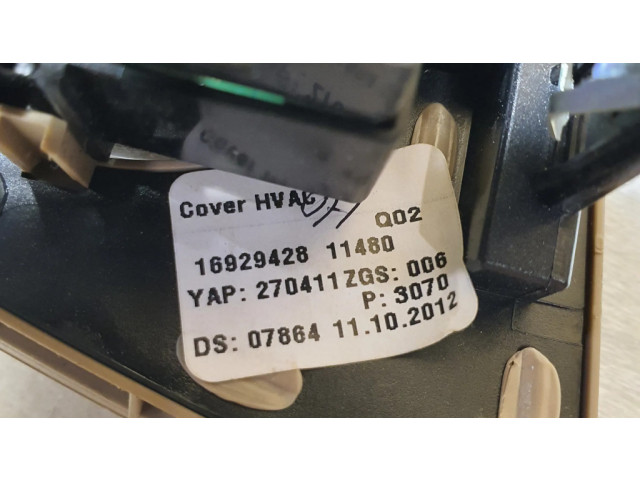 Cover HVAC
Q02
16929428 11480
YAP: 270411 ZGS: 006
P: 3070
DS: 07864 11.10.2012